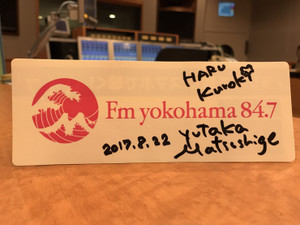 HARU
Kuroki
Fm yokohama 84.7
2017.8.22 YuTaka
Matsushige